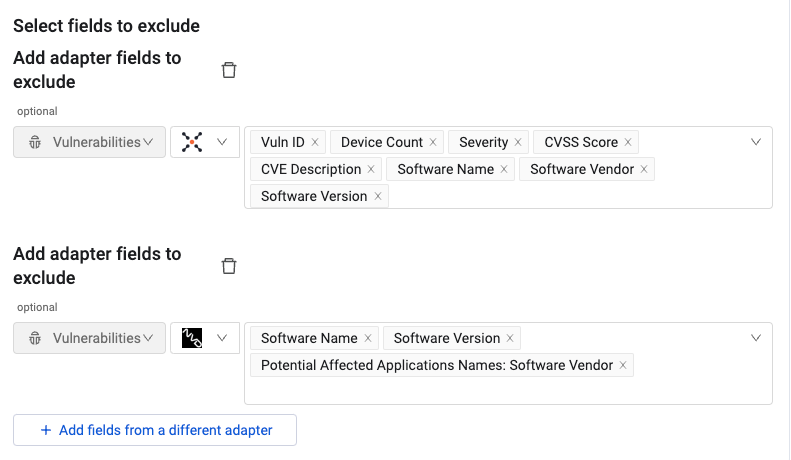 Select fields to exclude
Add adapter fields to
exclude
optional
Vulnerabilities
Vuln ID × Device Count × Severity × CVSS Score ×
CVE Description × Software Name × Software Vendor ×
Software Version ×
Add adapter fields to
exclude
optional
Vulnerabilities
Software Name × Software Version ×
Potential Affected Applications Names: Software Vendor ×
+ Add fields from a different adapter